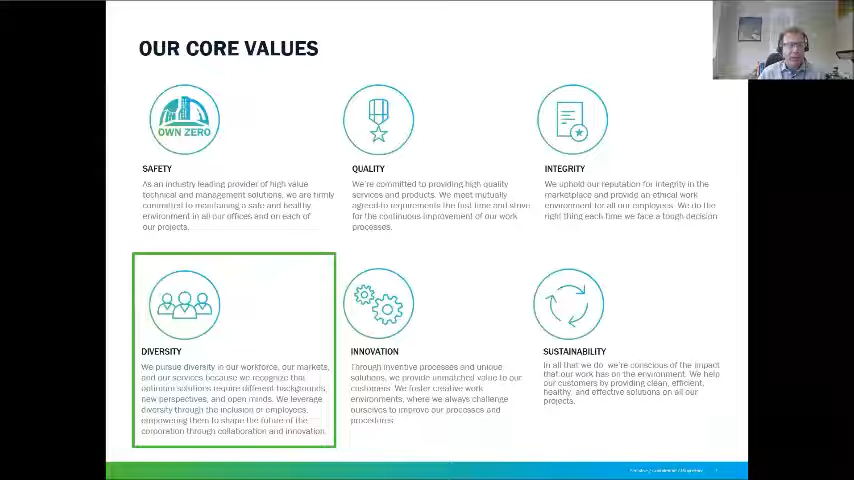 OUR CORE VALUES
OWN ZERO
SAFETY
As an industry leading provider of high value
technical and management solutions, we are firmly
committed to maintaining a safe and healthy
environment in all our offices and on each of
our projects.
QUALITY
We're committed to providing high quality
services and products. We meet mutually
agreed-to requirements the first time and strive
for the continuous improvement of our work
processes.
INTEGRITY
We uphold our reputation for integrity in the
marketplace and provide an ethical work
environment for all our employees. We do the
right thing each time we face a tough decision
DIVERSITY
We pursue diversity in our workforce, our markets,
and our services because we recognize that
optimum solutions require different backgrounds,
new perspectives, and open minds. We leverage
diversity through the inclusion of employees,
empowering them to shape the future of the
corporation through collaboration and innovation.
INNOVATION
Through inventive processes and unique
solutions, we provide unmatched value to our
customers. We foster creative work
environments, where we always challenge
ourselves to improve our processes and
procedures.
SUSTAINABILITY
In all that we do, we're conscious of the impact
that our work has on the environment. We help
our customers by providing clean, efficient,
healthy, and effective solutions on all our
projects.